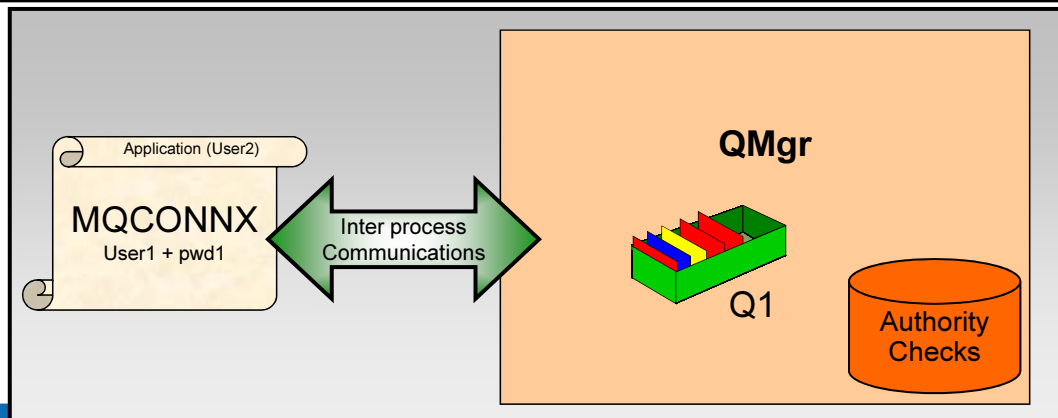 Application (User2)
MQCONNX
User1 + pwd1
Inter process
Communications
QMgr
Q1
Authority
Checks